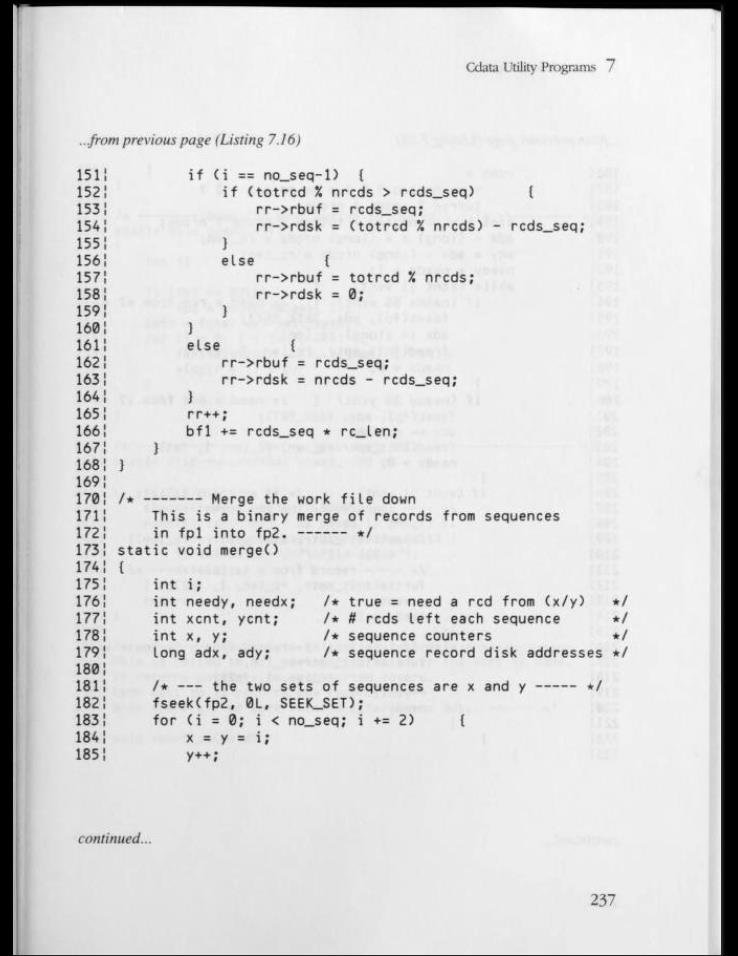 Cdata Utility Programs 7
...from previous page (Listing 7.16)
151¦ if (i == no_seq-1) {
152¦ if (totrcd % nrcds > rcds_seq) {
153¦ rr->rbuf = rcds_seq;
154¦ rr->rdsk = (totrcd % nrcds) - rcds_seq;
155¦ }
156¦ else {
157¦ rr->rbuf = totrcd % nrcds;
158¦ rr->rdsk = 0;
159¦ }
160¦ }
161¦ else {
162¦ rr->rbuf = rcds_seq;
163¦ rr->rdsk = nrcds - rcds_seq;
164¦ }
165¦ rr++;
166¦ bf1 += rcds_seq * rc_len;
167¦ }
168¦ }
169¦
170¦ /* ------- Merge the work file down
171¦ This is a binary merge of records from sequences
172¦ in fp1 into fp2. ------ */
173¦ static void merge()
174¦ {
175¦ int i;
176¦ int needy, needx; /* true = need a rcd from (x/y) */
177¦ int xcnt, ycnt; /* # rcds left each sequence */
178¦ int x, y; /* sequence counters */
179¦ long adx, ady; /* sequence record disk addresses */
180¦
181¦ /* --- the two sets of sequences are x and y ----- */
182¦ fseek(fp2, 0L, SEEK_SET);
183¦ for (i = 0; i < no_seq; i += 2) {
184¦ x = y = i;
185¦ y++;
continued...
237